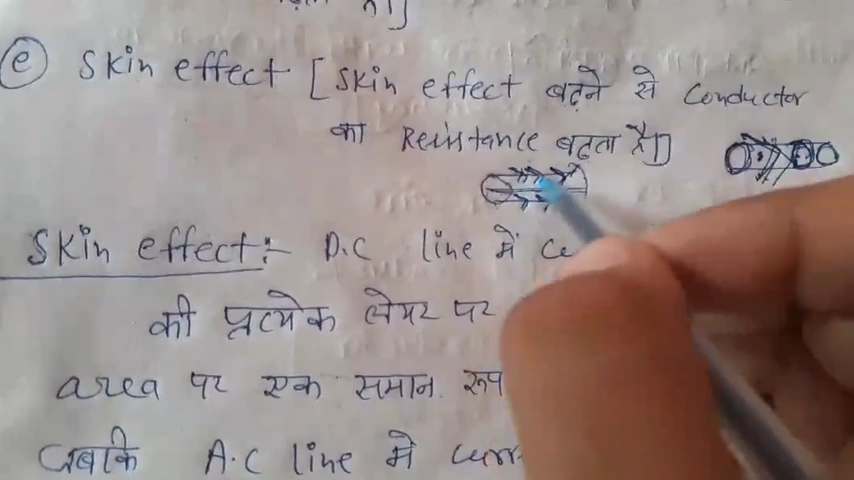 (e) Skin effect [Skin effect बढ़ने से Conductor
का Resistance बढ़ता है।]
Skin effect:- D.C line में
की प्रत्येक लेयर पर
area पर एक समान रूप
जबकि A.C line मे